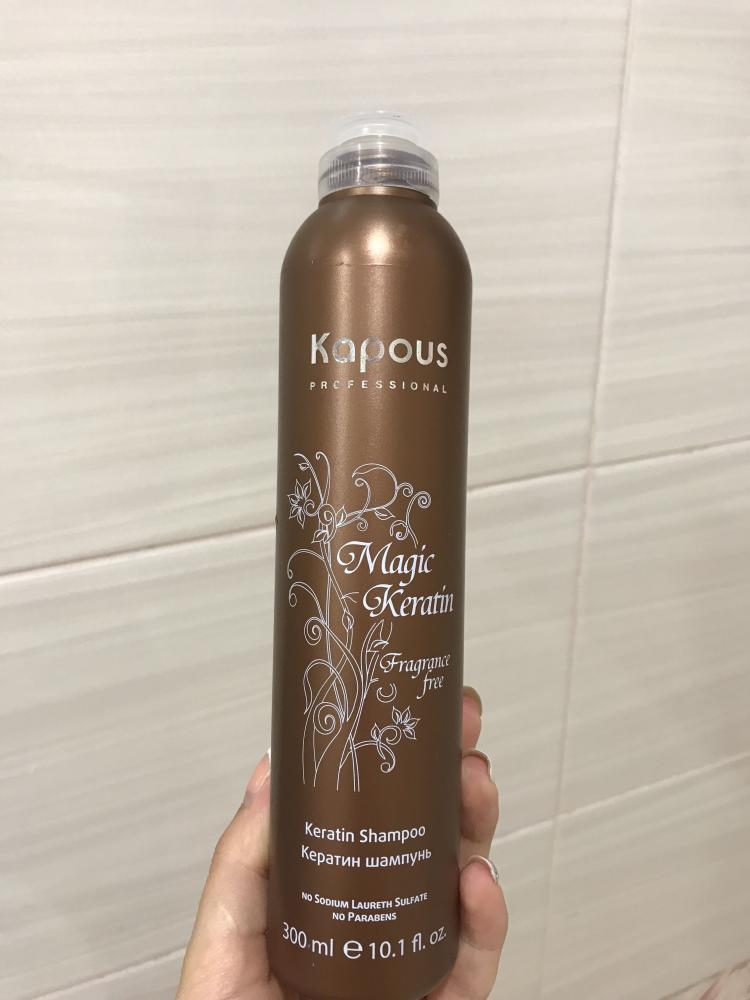 Kapous
PROFESSIONAL
Magic
Keratin
Fragrance
free
Keratin Shampoo
Кератин шампунь
NO SODIUM LAURETH SULFATE
NO PARABENS
300 ml ℮ 10.1 fl. oz.